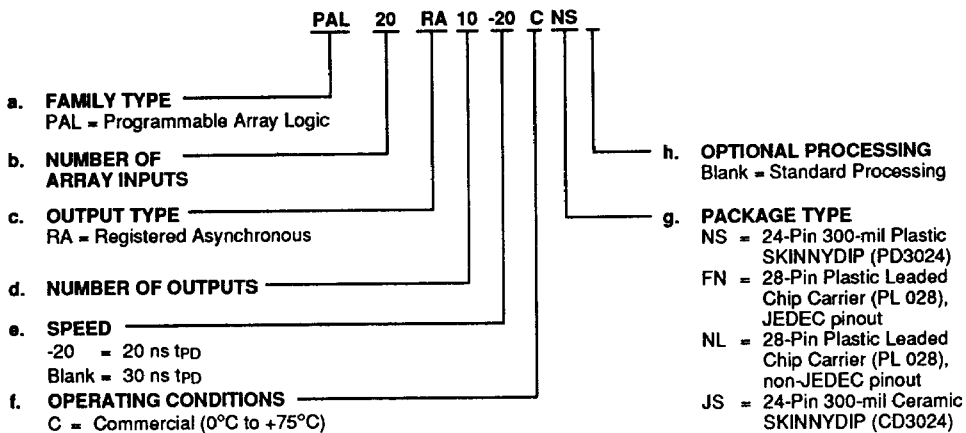 PAL 20 RA 10 -20 C NS
a. FAMILY TYPE
PAL = Programmable Array Logic
b. NUMBER OF
ARRAY INPUTS
c. OUTPUT TYPE
RA = Registered Asynchronous
d. NUMBER OF OUTPUTS
e. SPEED
-20 = 20 ns tPD
Blank = 30 ns tPD
f. OPERATING CONDITIONS
C = Commercial (0°C to +75°C)
h. OPTIONAL PROCESSING
Blank = Standard Processing
g. PACKAGE TYPE
NS = 24-Pin 300-mil Plastic
SKINNYDIP (PD3024)
FN = 28-Pin Plastic Leaded
Chip Carrier (PL 028),
JEDEC pinout
NL = 28-Pin Plastic Leaded
Chip Carrier (PL 028),
non-JEDEC pinout
JS = 24-Pin 300-mil Ceramic
SKINNYDIP (CD3024)